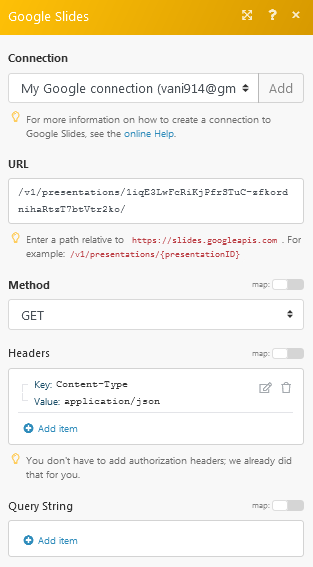 Google Slides
Connection
My Google connection (vani914@gm
Add
For more information on how to create a connection to
Google Slides, see the online Help.
URL
/v1/presentations/1iqE3LwFcRiKjPfrSTuC-zfkord
nihaRtzT7btVtr2ko/
Enter a path relative to https://slides.googleapis.com . For
example: /v1/presentations/{presentationID}
Method
map:
GET
Headers
map:
Key: Content-Type
Value: application/json
Add item
You don't have to add authorization headers; we already did
that for you.
Query String
map:
Add item